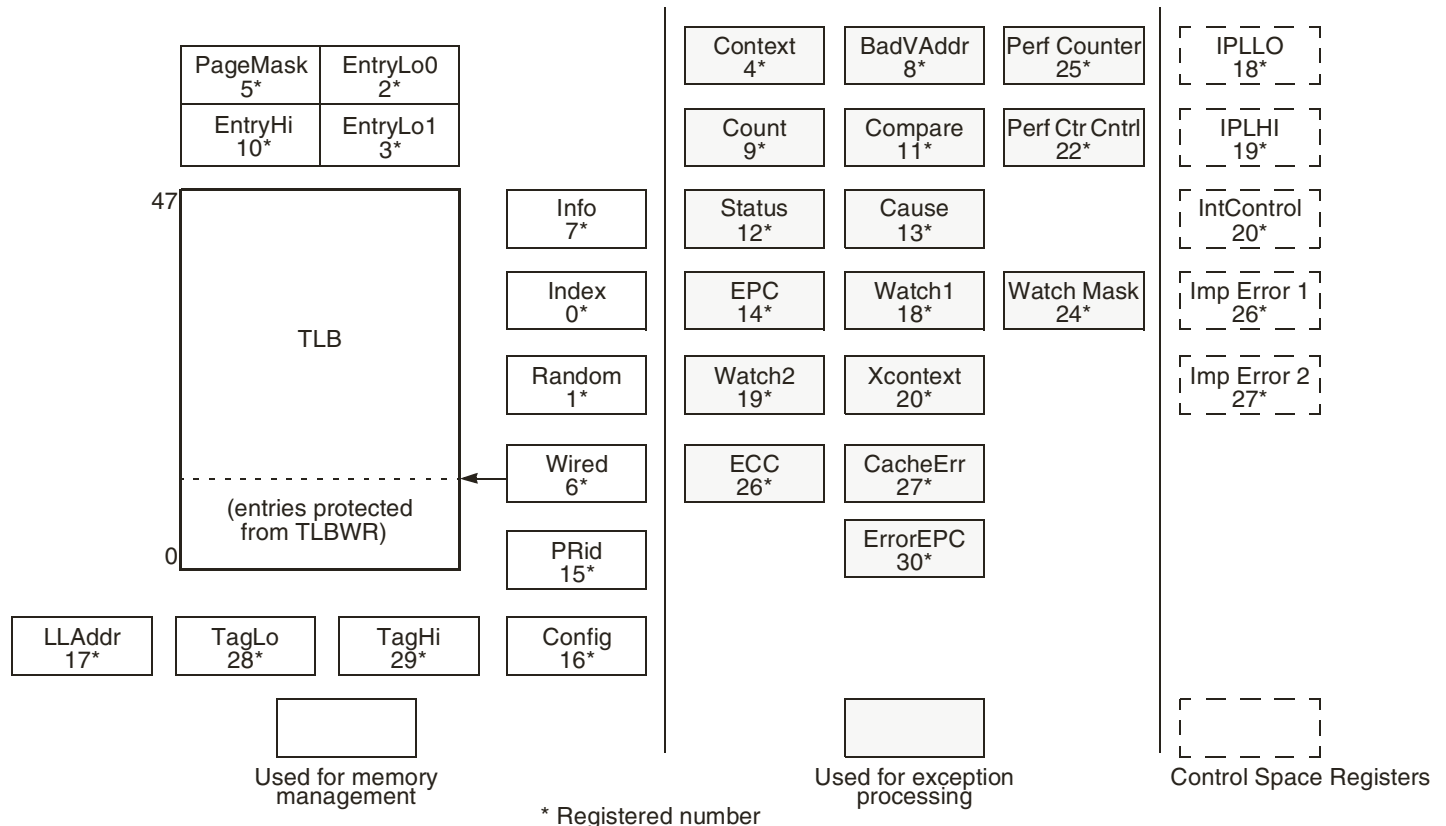 PageMask
5*
EntryLo0
2*
EntryHi
10*
EntryLo1
3*
47
TLB
(entries protected
from TLBWR)
0
Info
7*
Index
0*
Random
1*
Wired
6*
PRid
15*
LLAddr
17*
TagLo
28*
TagHi
29*
Config
16*
Used for memory
management
Context
4*
BadVAddr
8*
Perf Counter
25*
Count
9*
Compare
11*
Perf Ctr Cntrl
22*
Status
12*
Cause
13*
EPC
14*
Watch1
18*
Watch Mask
24*
Watch2
19*
Xcontext
20*
ECC
26*
CacheErr
27*
ErrorEPC
30*
Used for exception
processing
IPLLO
18*
IPLHI
19*
IntControl
20*
Imp Error 1
26*
Imp Error 2
27*
Control Space Registers
* Registered number